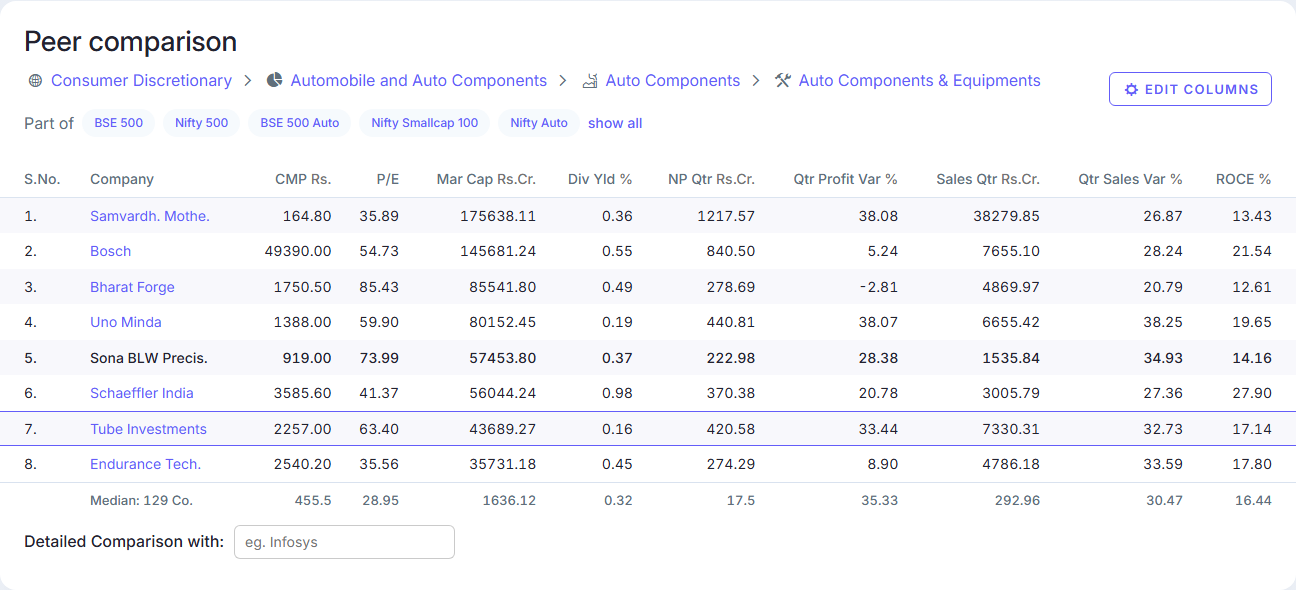 Peer comparison
Consumer Discretionary > Automobile and Auto Components > Auto Components > Auto Components & Equipments
EDIT COLUMNS
Part of BSE 500 Nifty 500 BSE 500 Auto Nifty Smallcap 100 Nifty Auto show all
S.No. Company CMP Rs. P/E Mar Cap Rs.Cr. Div Yld % NP Qtr Rs.Cr. Qtr Profit Var % Sales Qtr Rs.Cr. Qtr Sales Var % ROCE %
1. Samvardh. Mothe. 164.80 35.89 175638.11 0.36 1217.57 38.08 38279.85 26.87 13.43
2. Bosch 49390.00 54.73 145681.24 0.55 840.50 5.24 7655.10 28.24 21.54
3. Bharat Forge 1750.50 85.43 85541.80 0.49 278.69 -2.81 4869.97 20.79 12.61
4. Uno Minda 1388.00 59.90 80152.45 0.19 440.81 38.07 6655.42 38.25 19.65
5. Sona BLW Precis. 919.00 73.99 57453.80 0.37 222.98 28.38 1535.84 34.93 14.16
6. Schaeffler India 3585.60 41.37 56044.24 0.98 370.38 20.78 3005.79 27.36 27.90
7. Tube Investments 2257.00 63.40 43689.27 0.16 420.58 33.44 7330.31 32.73 17.14
8. Endurance Tech. 2540.20 35.56 35731.18 0.45 274.29 8.90 4786.18 33.59 17.80
Median: 129 Co. 455.5 28.95 1636.12 0.32 17.5 35.33 292.96 30.47 16.44
Detailed Comparison with: eg. Infosys